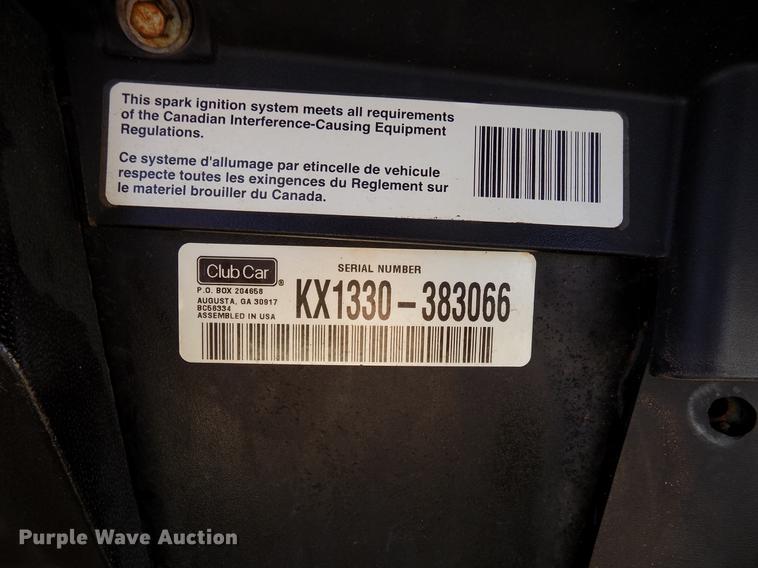 This spark ignition system meets all requirements
of the Canadian Interference-Causing Equipment
Regulations.
Ce systeme d'allumage par etincelle de vehicule
respecte toutes les exingences du Reglement sur
le materiel brouiller du Canada.
Club Car®
P.O. BOX 204658
AUGUSTA, GA 30917
BC56334
ASSEMBLED IN USA
SERIAL NUMBER
KX1330-383066
Purple Wave Auction